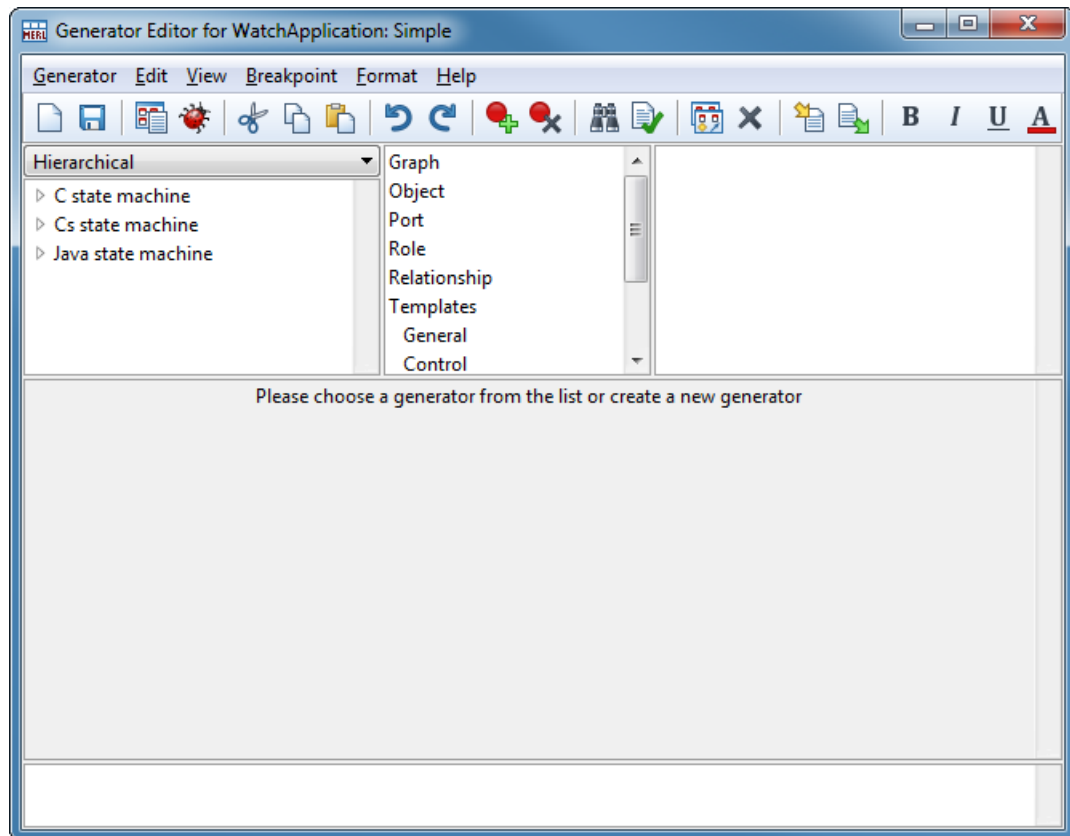 MERL Generator Editor for WatchApplication: Simple
Generator Edit View Breakpoint Format Help
B I U A
Hierarchical
C state machine
Cs state machine
Java state machine
Graph
Object
Port
Role
Relationship
Templates
General
Control
Please choose a generator from the list or create a new generator